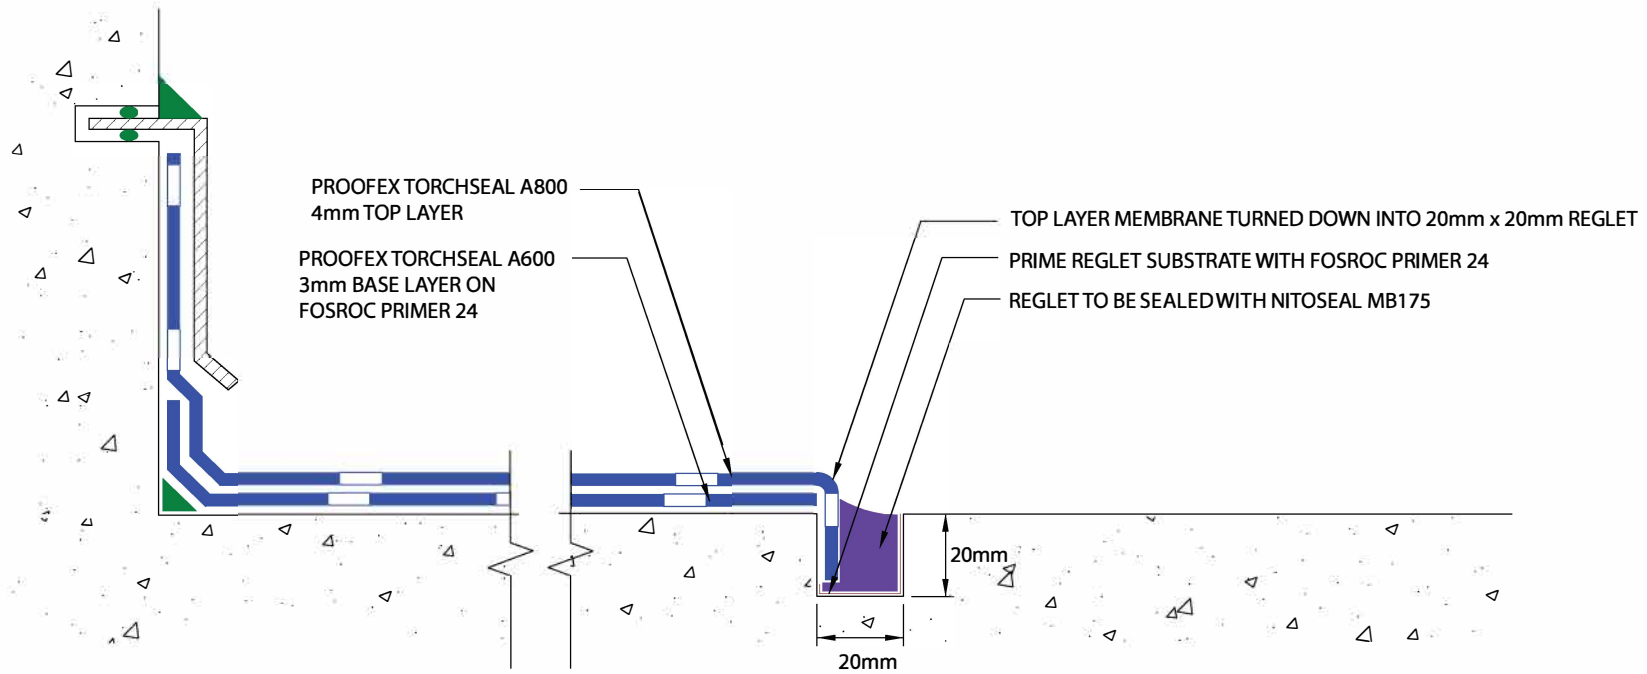 PROOFEX TORCHSEAL A800
4mm TOP LAYER
PROOFEX TORCHSEAL A600
3mm BASE LAYER ON
FOSROC PRIMER 24
TOP LAYER MEMBRANE TURNED DOWN INTO 20mm x 20mm REGLET
PRIME REGLET SUBSTRATE WITH FOSROC PRIMER 24
REGLET TO BE SEALED WITH NITOSEAL MB175
20mm
20mm